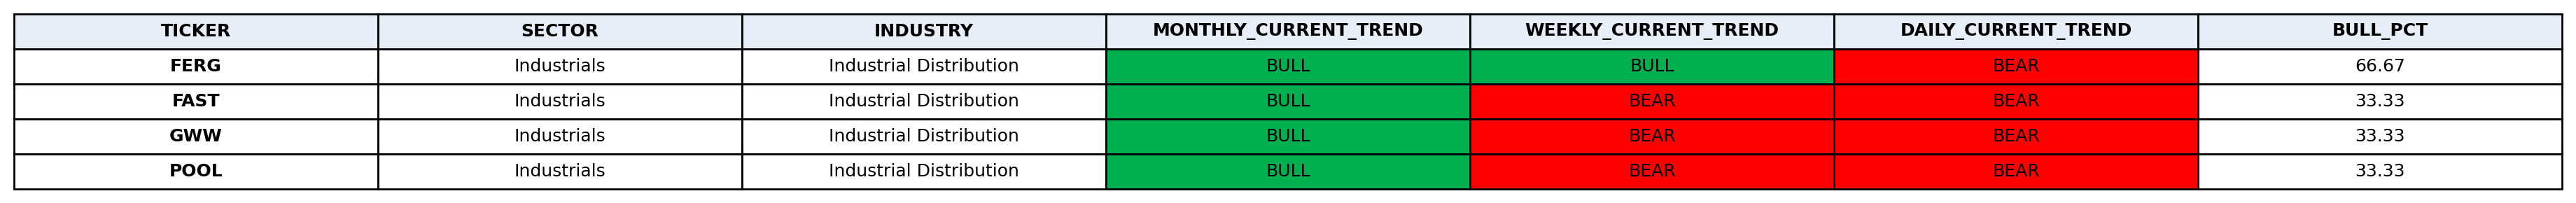 TICKER SECTOR INDUSTRY MONTHLY_CURRENT_TREND WEEKLY_CURRENT_TREND DAILY_CURRENT_TREND BULL_PCT
FERG Industrials Industrial Distribution BULL BULL BEAR 66.67
FAST Industrials Industrial Distribution BULL BEAR BEAR 33.33
GWW Industrials Industrial Distribution BULL BEAR BEAR 33.33
POOL Industrials Industrial Distribution BULL BEAR BEAR 33.33